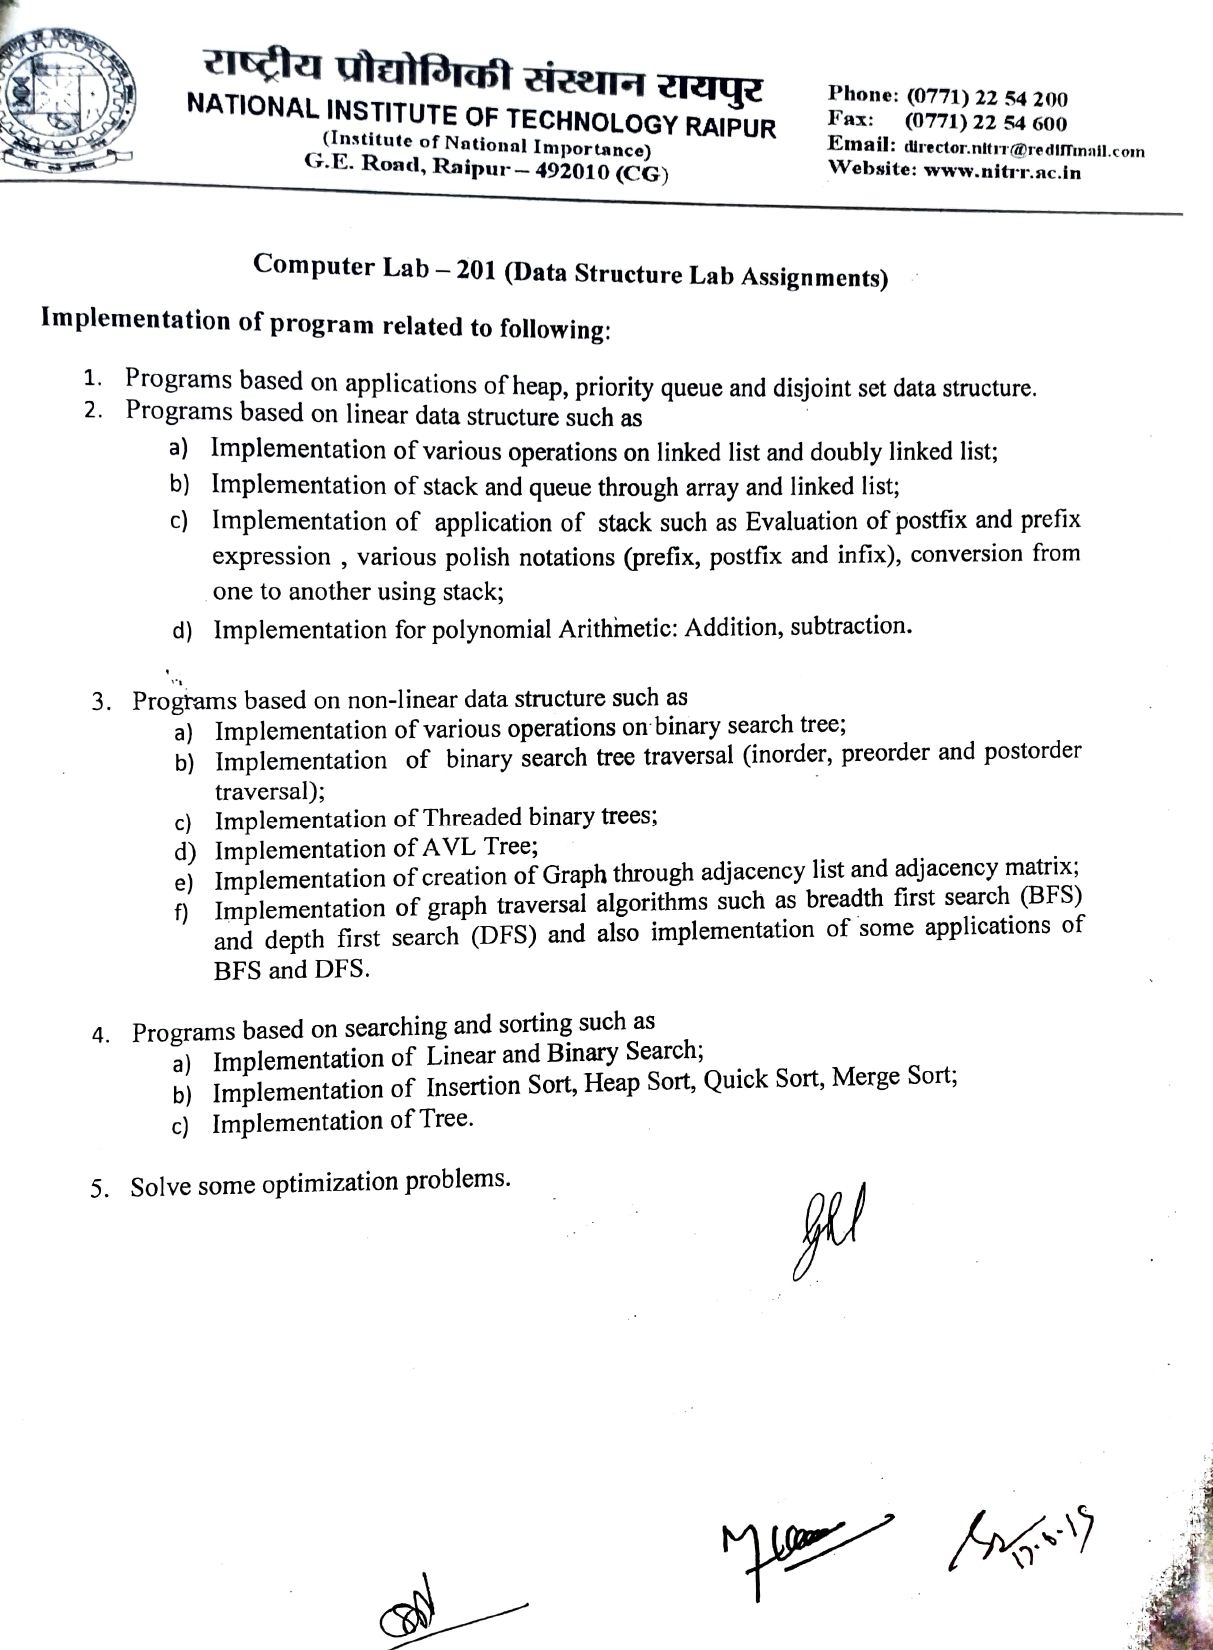 राष्ट्रीय प्रौद्योगिकी संस्थान रायपुर
NATIONAL INSTITUTE OF TECHNOLOGY RAIPUR
(Institute of National Importance)
G.E. Road, Raipur – 492010 (CG)
Phone: (0771) 22 54 200
Fax: (0771) 22 54 600
Email: director.nitrr@rediffmail.com
Website: www.nitrr.ac.in
Computer Lab – 201 (Data Structure Lab Assignments)
Implementation of program related to following:
1. Programs based on applications of heap, priority queue and disjoint set data structure.
2. Programs based on linear data structure such as
a) Implementation of various operations on linked list and doubly linked list;
b) Implementation of stack and queue through array and linked list;
c) Implementation of application of stack such as Evaluation of postfix and prefix
expression , various polish notations (prefix, postfix and infix), conversion from
one to another using stack;
d) Implementation for polynomial Arithmetic: Addition, subtraction.
3. Programs based on non-linear data structure such as
a) Implementation of various operations on binary search tree;
b) Implementation of binary search tree traversal (inorder, preorder and postorder
traversal);
c) Implementation of Threaded binary trees;
d) Implementation of AVL Tree;
e) Implementation of creation of Graph through adjacency list and adjacency matrix;
f) Implementation of graph traversal algorithms such as breadth first search (BFS)
and depth first search (DFS) and also implementation of some applications of
BFS and DFS.
4. Programs based on searching and sorting such as
a) Implementation of Linear and Binary Search;
b) Implementation of Insertion Sort, Heap Sort, Quick Sort, Merge Sort;
c) Implementation of Tree.
5. Solve some optimization problems.